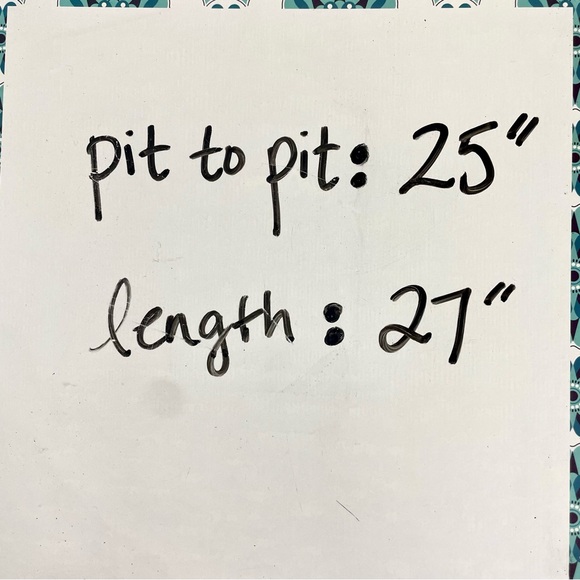 pit to pit: 25"
length: 27"